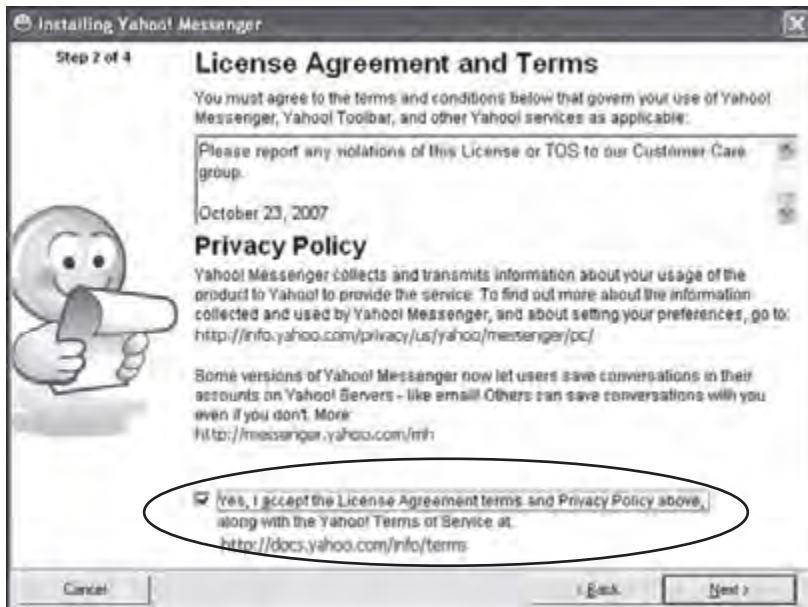 Installing Yahoo! Messenger
Step 2 of 4
License Agreement and Terms
You must agree to the terms and conditions below that govern your use of Yahoo!
Messenger, Yahoo! Toolbar, and other Yahoo! services as applicable:
Please report any violations of this License or TOS to our Customer Care
group.
October 23, 2007
Privacy Policy
Yahoo! Messenger collects and transmits information about your usage of the
product to Yahoo! to provide the service. To find out more about the information
collected and used by Yahoo! Messenger, and about setting your preferences, go to:
http://info.yahoo.com/privacy/us/yahoo/messenger/pc/
Some versions of Yahoo! Messenger now let users save conversations in their
accounts on Yahoo! Servers - like email! Others can save conversations with you
even if you don't. More:
http://messenger.yahoo.com/mh
Yes, I accept the License Agreement terms and Privacy Policy above,
along with the Yahoo! Terms of Service at:
http://docs.yahoo.com/info/terms
Cancel
< Back
Next >